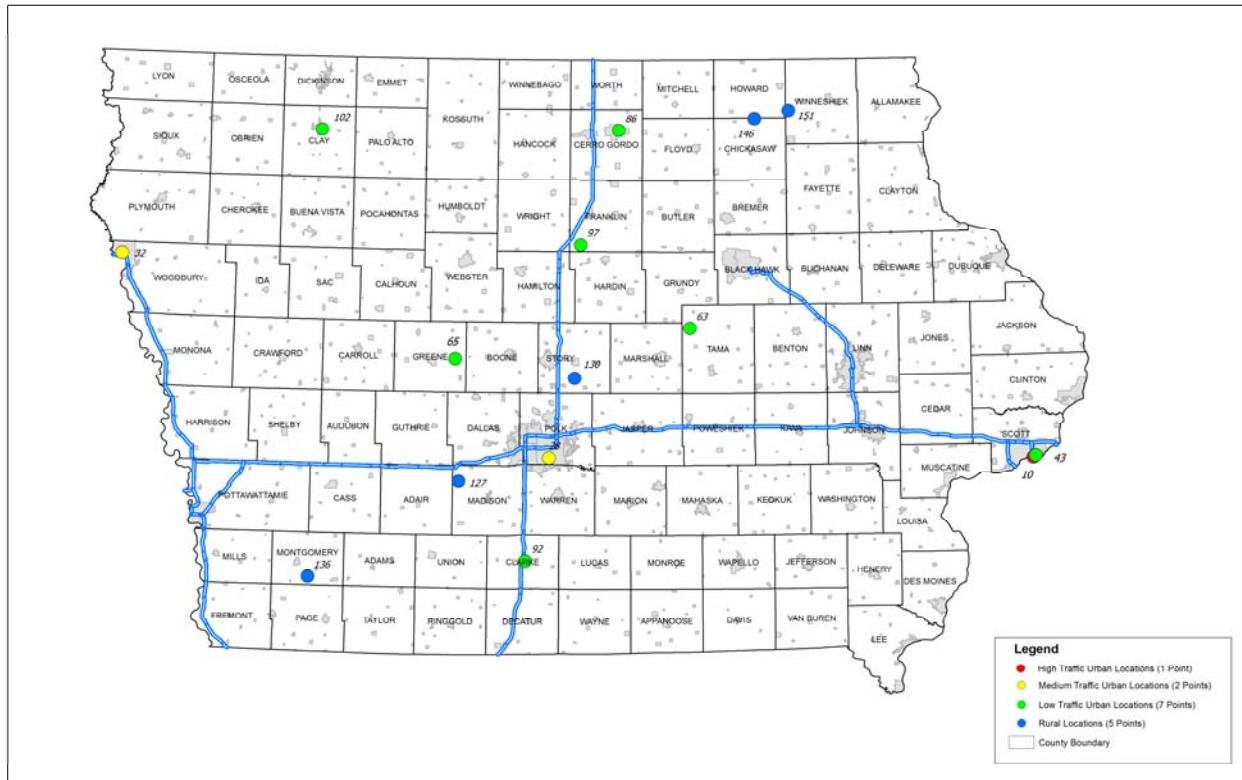 LYON
OSCEOLA
DICKINSON
EMMET
WINNEBAGO
WORTH
MITCHELL
HOWARD
WINNESHIEK
ALLAMAKEE
KOSSUTH
102
86
151
146
SIOUX
OBRIEN
CLAY
PALO ALTO
HANCOCK
CERRO GORDO
FLOYD
CHICKASAW
PLYMOUTH
CHEROKEE
BUENA VISTA
POCAHONTAS
HUMBOLDT
WRIGHT
FRANKLIN
BUTLER
BREMER
FAYETTE
CLAYTON
32
97
WOODBURY
IDA
SAC
CALHOUN
WEBSTER
HAMILTON
HARDIN
GRUNDY
BLACK HAWK
BUCHANAN
DELEWARE
DUBUQUE
65
63
MONONA
CRAWFORD
CARROLL
GREENE
BOONE
STORY
130
MARSHALL
TAMA
BENTON
LINN
JONES
JACKSON
CLINTON
HARRISON
SHELBY
AUDUBON
GUTHRIE
DALLAS
POLK
JASPER
POWESHIEK
IOWA
JOHNSON
CEDAR
SCOTT
43
10
MUSCATINE
POTTAWATTAMIE
CASS
ADAIR
127
MADISON
WARREN
MARION
MAHASKA
KEOKUK
WASHINGTON
LOUISA
MILLS
MONTGOMERY
136
ADAMS
UNION
92
CLARKE
LUCAS
MONROE
WAPELLO
JEFFERSON
HENERY
DES MOINES
FREMONT
PAGE
TAYLOR
RINGGOLD
DECATUR
WAYNE
APPANOOSE
DAVIS
VAN BUREN
LEE
Legend
High Traffic Urban Locations (1 Point)
Medium Traffic Urban Locations (2 Points)
Low Traffic Urban Locations (7 Points)
Rural Locations (5 Points)
County Boundary